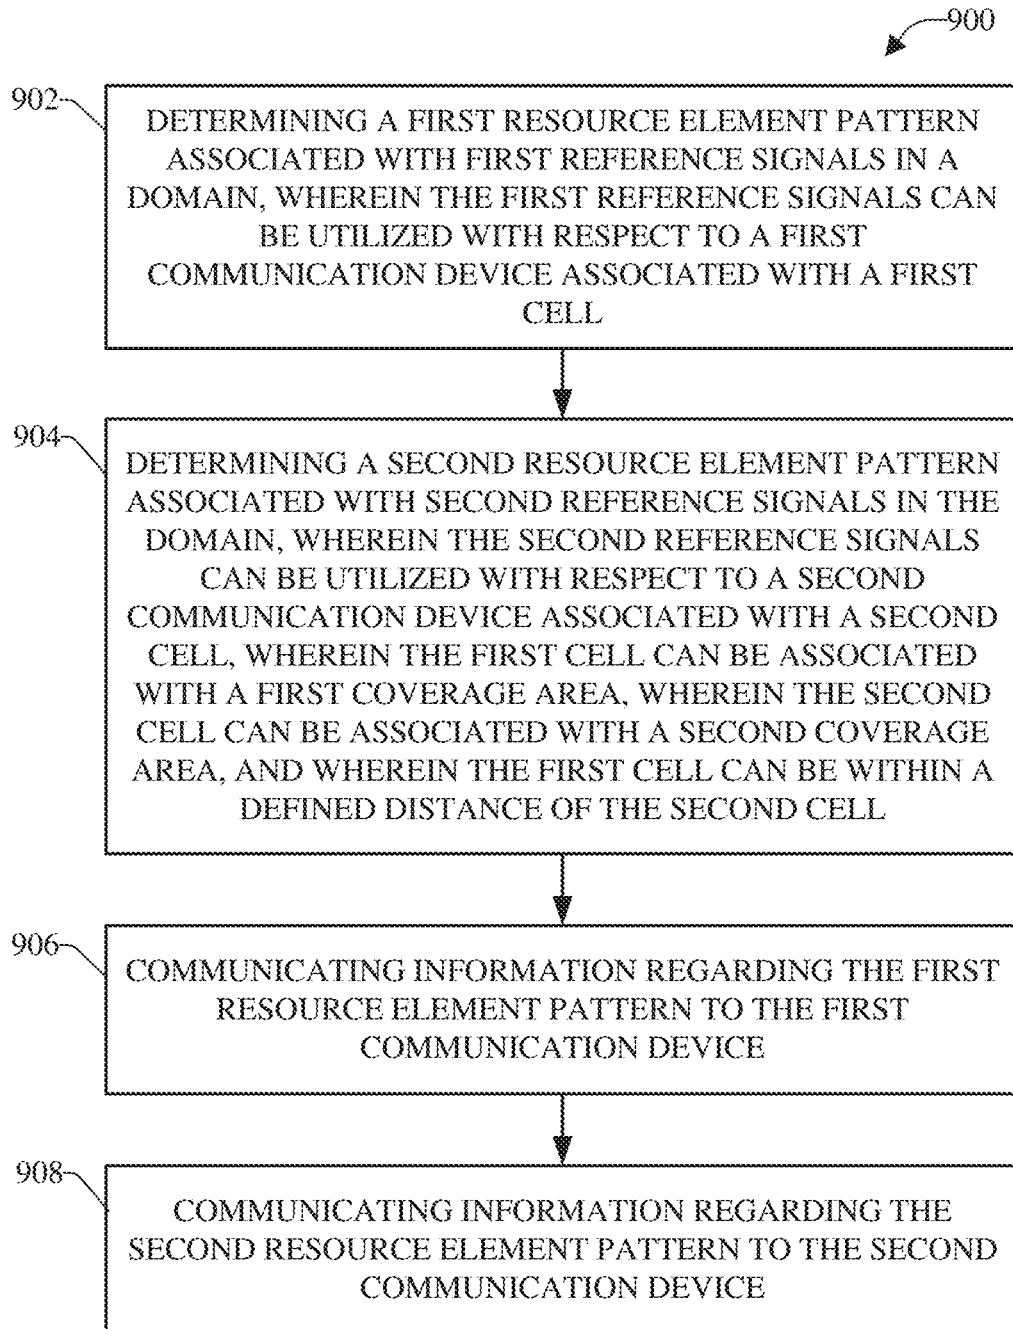 900
902
DETERMINING A FIRST RESOURCE ELEMENT PATTERN
ASSOCIATED WITH FIRST REFERENCE SIGNALS IN A
DOMAIN, WHEREIN THE FIRST REFERENCE SIGNALS CAN
BE UTILIZED WITH RESPECT TO A FIRST
COMMUNICATION DEVICE ASSOCIATED WITH A FIRST
CELL
904
DETERMINING A SECOND RESOURCE ELEMENT PATTERN
ASSOCIATED WITH SECOND REFERENCE SIGNALS IN THE
DOMAIN, WHEREIN THE SECOND REFERENCE SIGNALS
CAN BE UTILIZED WITH RESPECT TO A SECOND
COMMUNICATION DEVICE ASSOCIATED WITH A SECOND
CELL, WHEREIN THE FIRST CELL CAN BE ASSOCIATED
WITH A FIRST COVERAGE AREA, WHEREIN THE SECOND
CELL CAN BE ASSOCIATED WITH A SECOND COVERAGE
AREA, AND WHEREIN THE FIRST CELL CAN BE WITHIN A
DEFINED DISTANCE OF THE SECOND CELL
906
COMMUNICATING INFORMATION REGARDING THE FIRST
RESOURCE ELEMENT PATTERN TO THE FIRST
COMMUNICATION DEVICE
908
COMMUNICATING INFORMATION REGARDING THE
SECOND RESOURCE ELEMENT PATTERN TO THE SECOND
COMMUNICATION DEVICE